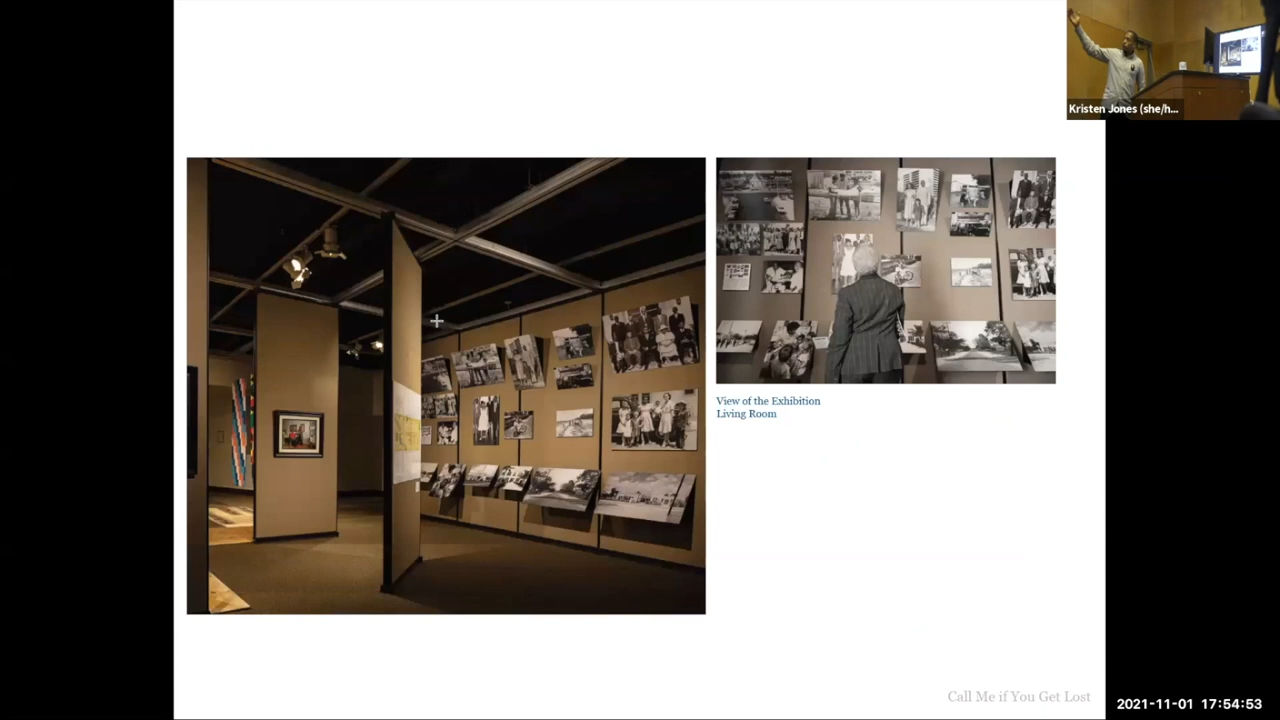 Kristen Jones (she/h...
View of the Exhibition
Living Room
Call Me if You Get Lost
2021-11-01 17:54:53